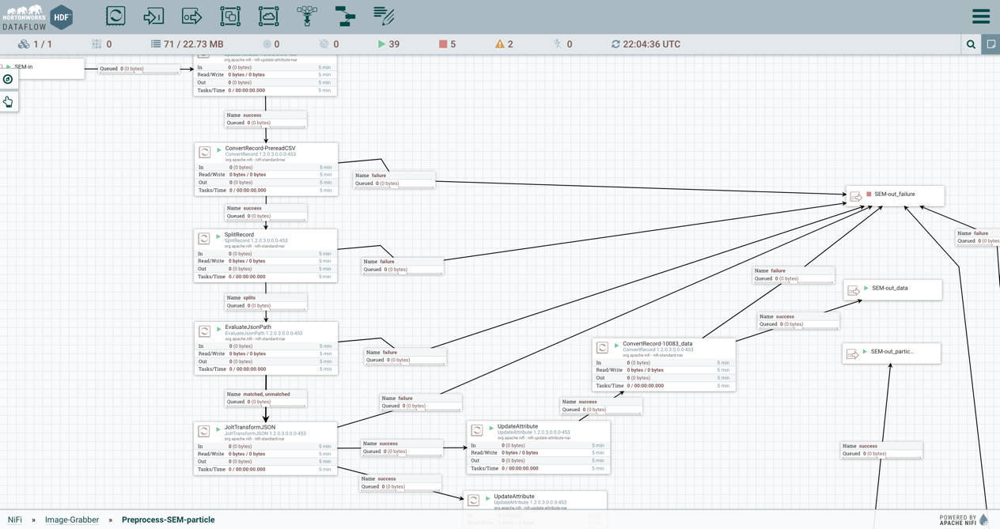 HORTONWORKS
DATAFLOW
HDF
1 / 1
0
71 / 22.73 MB
0
0
39
5
2
0
22:04:36 UTC
SEM-in
Queued 0 (0 bytes)
org.apache.nifi - nifi-update-attribute-nar
In 0 (0 bytes) 5 min
Read/Write 0 bytes / 0 bytes 5 min
Out 0 (0 bytes) 5 min
Tasks/Time 0 / 00:00:00.000 5 min
Name success
Queued 0 (0 bytes)
ConvertRecord-PrereadCSV
ConvertRecord 1.2.0.3.0.0.0-453
org.apache.nifi - nifi-standard-nar
In 0 (0 bytes) 5 min
Read/Write 0 bytes / 0 bytes 5 min
Out 0 (0 bytes) 5 min
Tasks/Time 0 / 00:00:00.000 5 min
Name failure
Queued 0 (0 bytes)
SEM-out_failure
Name success
Queued 0 (0 bytes)
SplitRecord
SplitRecord 1.2.0.3.0.0.0-453
org.apache.nifi - nifi-standard-nar
In 0 (0 bytes) 5 min
Read/Write 0 bytes / 0 bytes 5 min
Out 0 (0 bytes) 5 min
Tasks/Time 0 / 00:00:00.000 5 min
Name failure
Queued 0 (0 bytes)
Name failure
Queued 0 (0 bytes
Name failure
Queued 0 (0 bytes)
SEM-out_data
Name splits
Queued 0 (0 bytes)
Name success
Queued 0 (0 bytes)
EvaluateJsonPath
EvaluateJsonPath 1.2.0.3.0.0.0-453
org.apache.nifi - nifi-standard-nar
In 0 (0 bytes) 5 min
Read/Write 0 bytes / 0 bytes 5 min
Out 0 (0 bytes) 5 min
Tasks/Time 0 / 00:00:00.000 5 min
Name failure
Queued 0 (0 bytes)
ConvertRecord-10083_data
ConvertRecord 1.2.0.3.0.0.0-453
org.apache.nifi - nifi-standard-nar
In 0 (0 bytes) 5 min
Read/Write 0 bytes / 0 bytes 5 min
Out 0 (0 bytes) 5 min
Tasks/Time 0 / 00:00:00.000 5 min
SEM-out_partic...
Name matched, unmatched
Queued 0 (0 bytes)
Name failure
Queued 0 (0 bytes)
Name success
Queued 0 (0 bytes)
JoltTransformJSON
JoltTransformJSON 1.2.0.3.0.0.0-453
org.apache.nifi - nifi-standard-nar
In 0 (0 bytes) 5 min
Read/Write 0 bytes / 0 bytes 5 min
Out 0 (0 bytes) 5 min
Tasks/Time 0 / 00:00:00.000 5 min
Name success
Queued 0 (0 bytes)
UpdateAttribute
UpdateAttribute 1.2.0.3.0.0.0-453
org.apache.nifi - nifi-update-attribute-nar
In 0 (0 bytes) 5 min
Read/Write 0 bytes / 0 bytes 5 min
Out 0 (0 bytes) 5 min
Tasks/Time 0 / 00:00:00.000 5 min
Name success
Queued 0 (0 bytes)
Name success
Queued 0 (0 bytes)
UpdateAttribute
UpdateAttribute 1.2.0.3.0.0.0-453
org.apache.nifi - nifi-update-attribute-nar
NiFi » Image-Grabber » Preprocess-SEM-particle
POWERED BY
APACHE NIFI